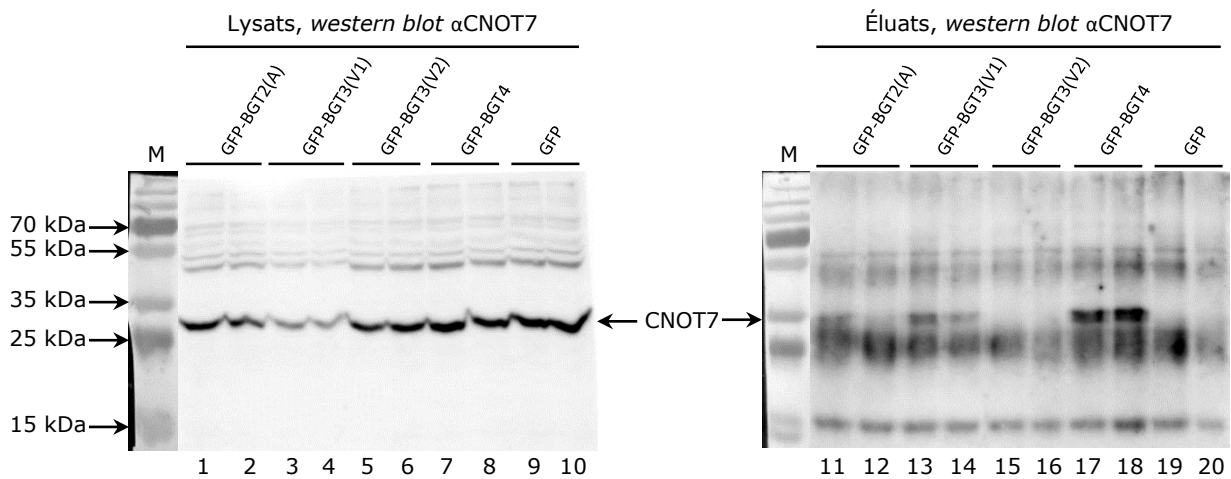 Lysats, western blot αCNOT7
GFP-BGT2(A)
GFP-BGT3(V1)
GFP-BGT3(V2)
GFP-BGT4
GFP
M
70 kDa
55 kDa
35 kDa
25 kDa
15 kDa
1 2 3 4 5 6 7 8 9 10
CNOT7
Éluats, western blot αCNOT7
GFP-BGT2(A)
GFP-BGT3(V1)
GFP-BGT3(V2)
GFP-BGT4
GFP
M
11 12 13 14 15 16 17 18 19 20